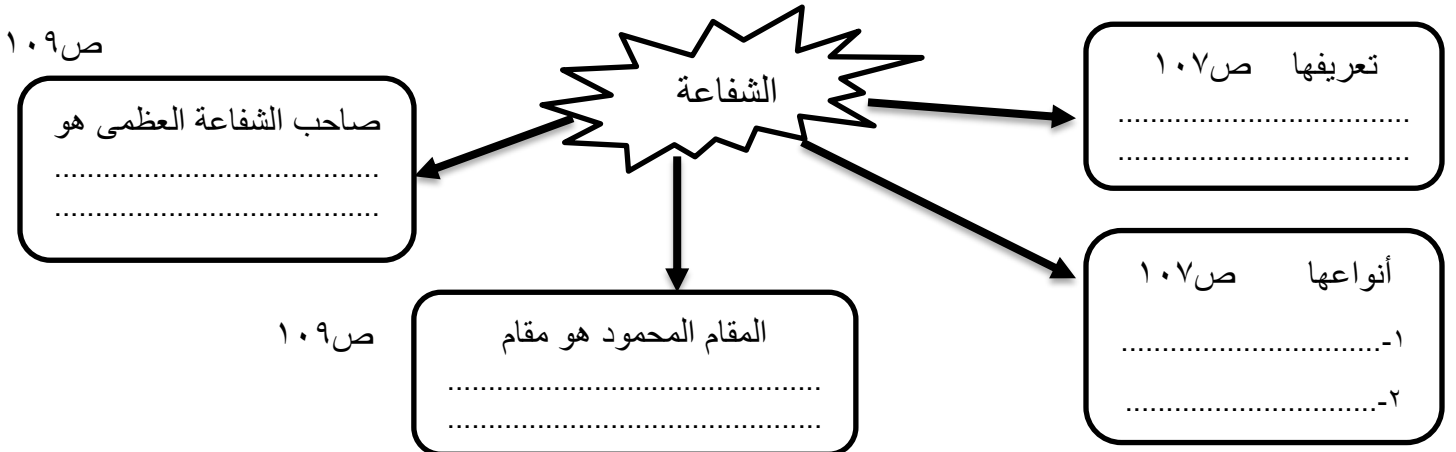 الشفاعة
تعريفها ص١٠٧
....................................
....................................
أنواعها ص١٠٧
١-................................
٢-...............................
ص١٠٩
صاحب الشفاعة العظمى هو
........................................
........................................
ص١٠٩
المقام المحمود هو مقام
.............................................
.............................................